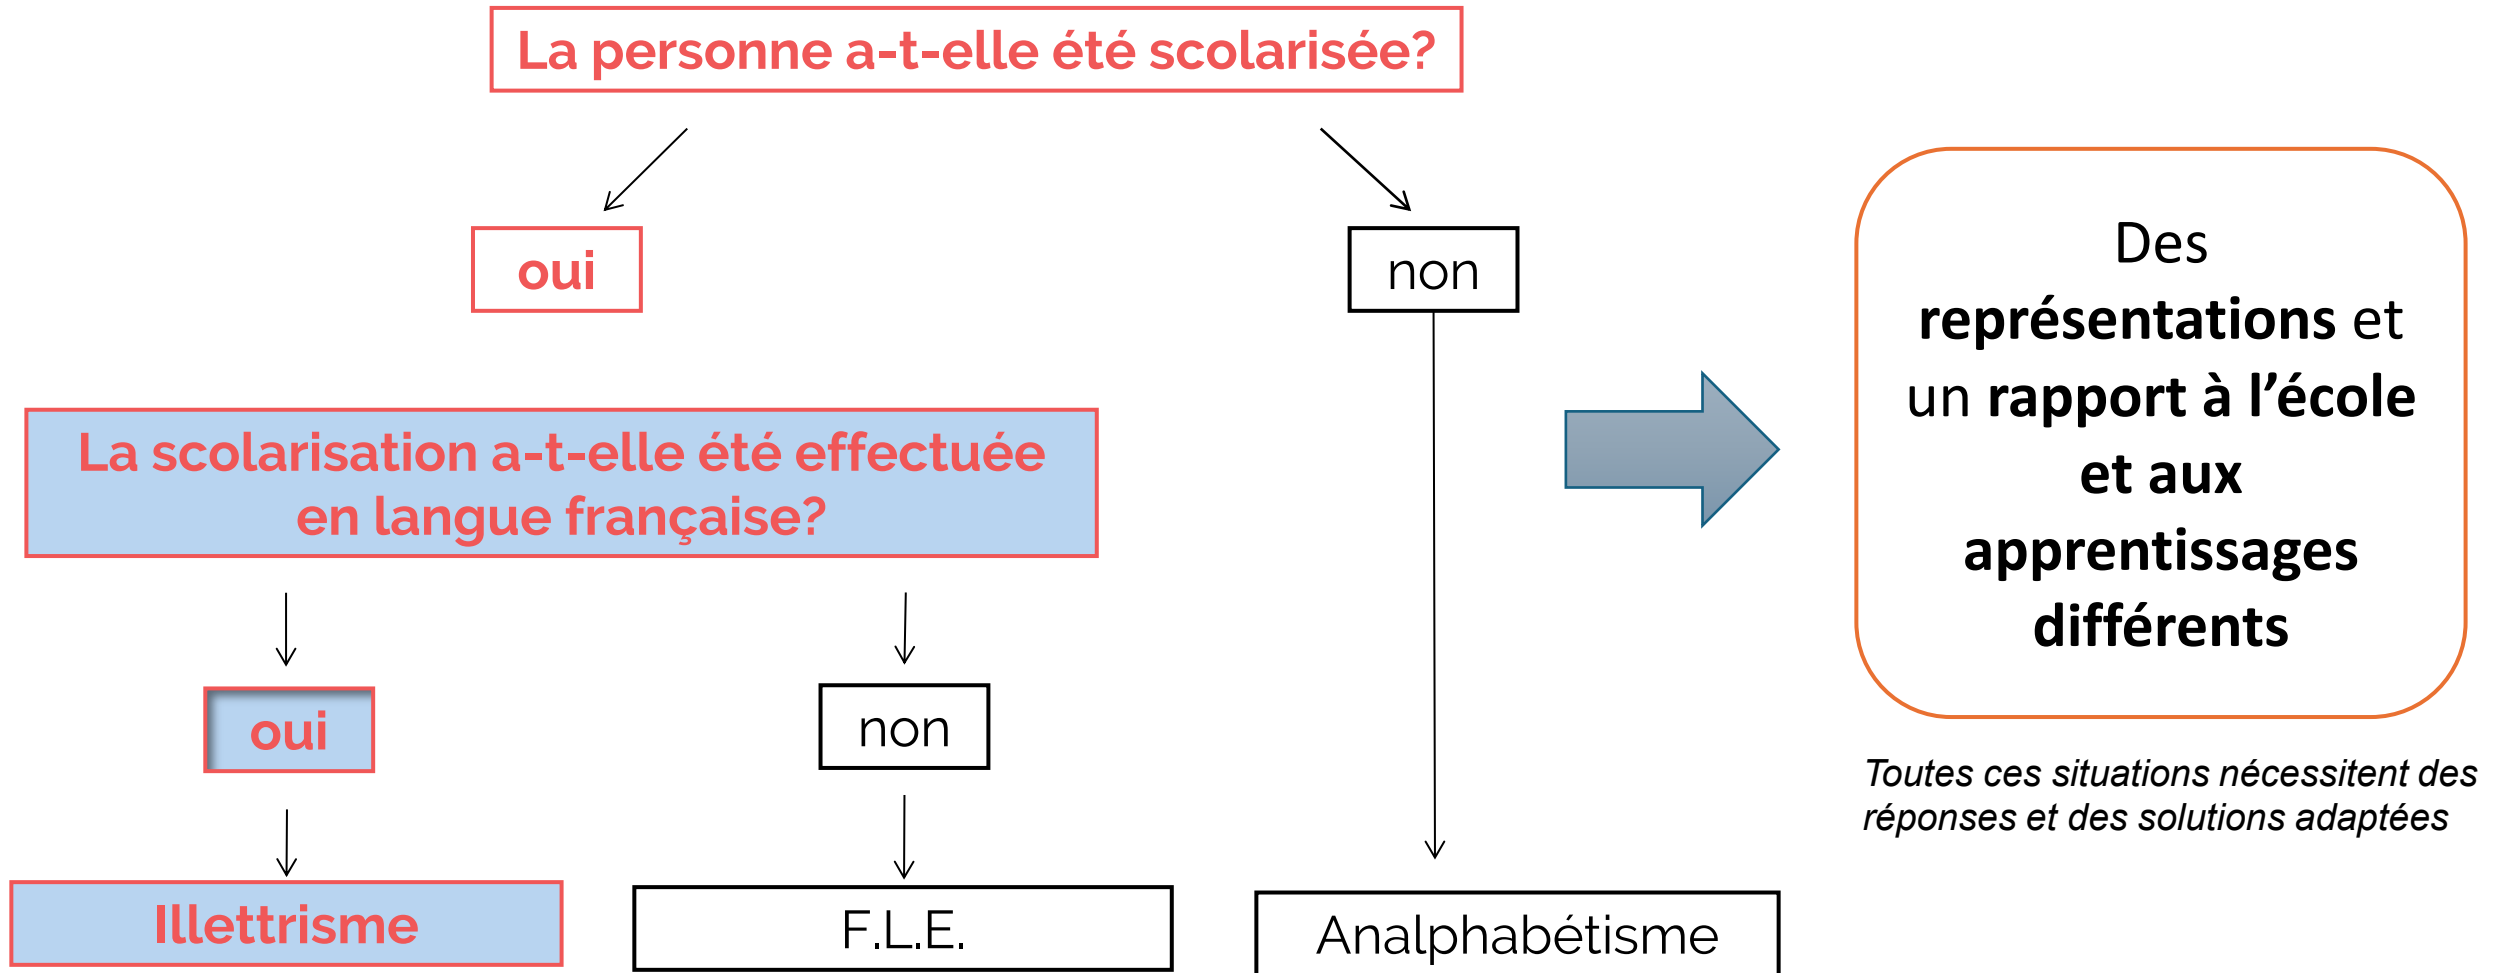 La personne a-t-elle été scolarisée?
oui
non
La scolarisation a-t-elle été effectuée
en langue française?
oui
non
Illettrisme
F.L.E.
Analphabétisme
Des
représentations et
un rapport à l’école
et aux
apprentissages
différents
Toutes ces situations nécessitent des
réponses et des solutions adaptées